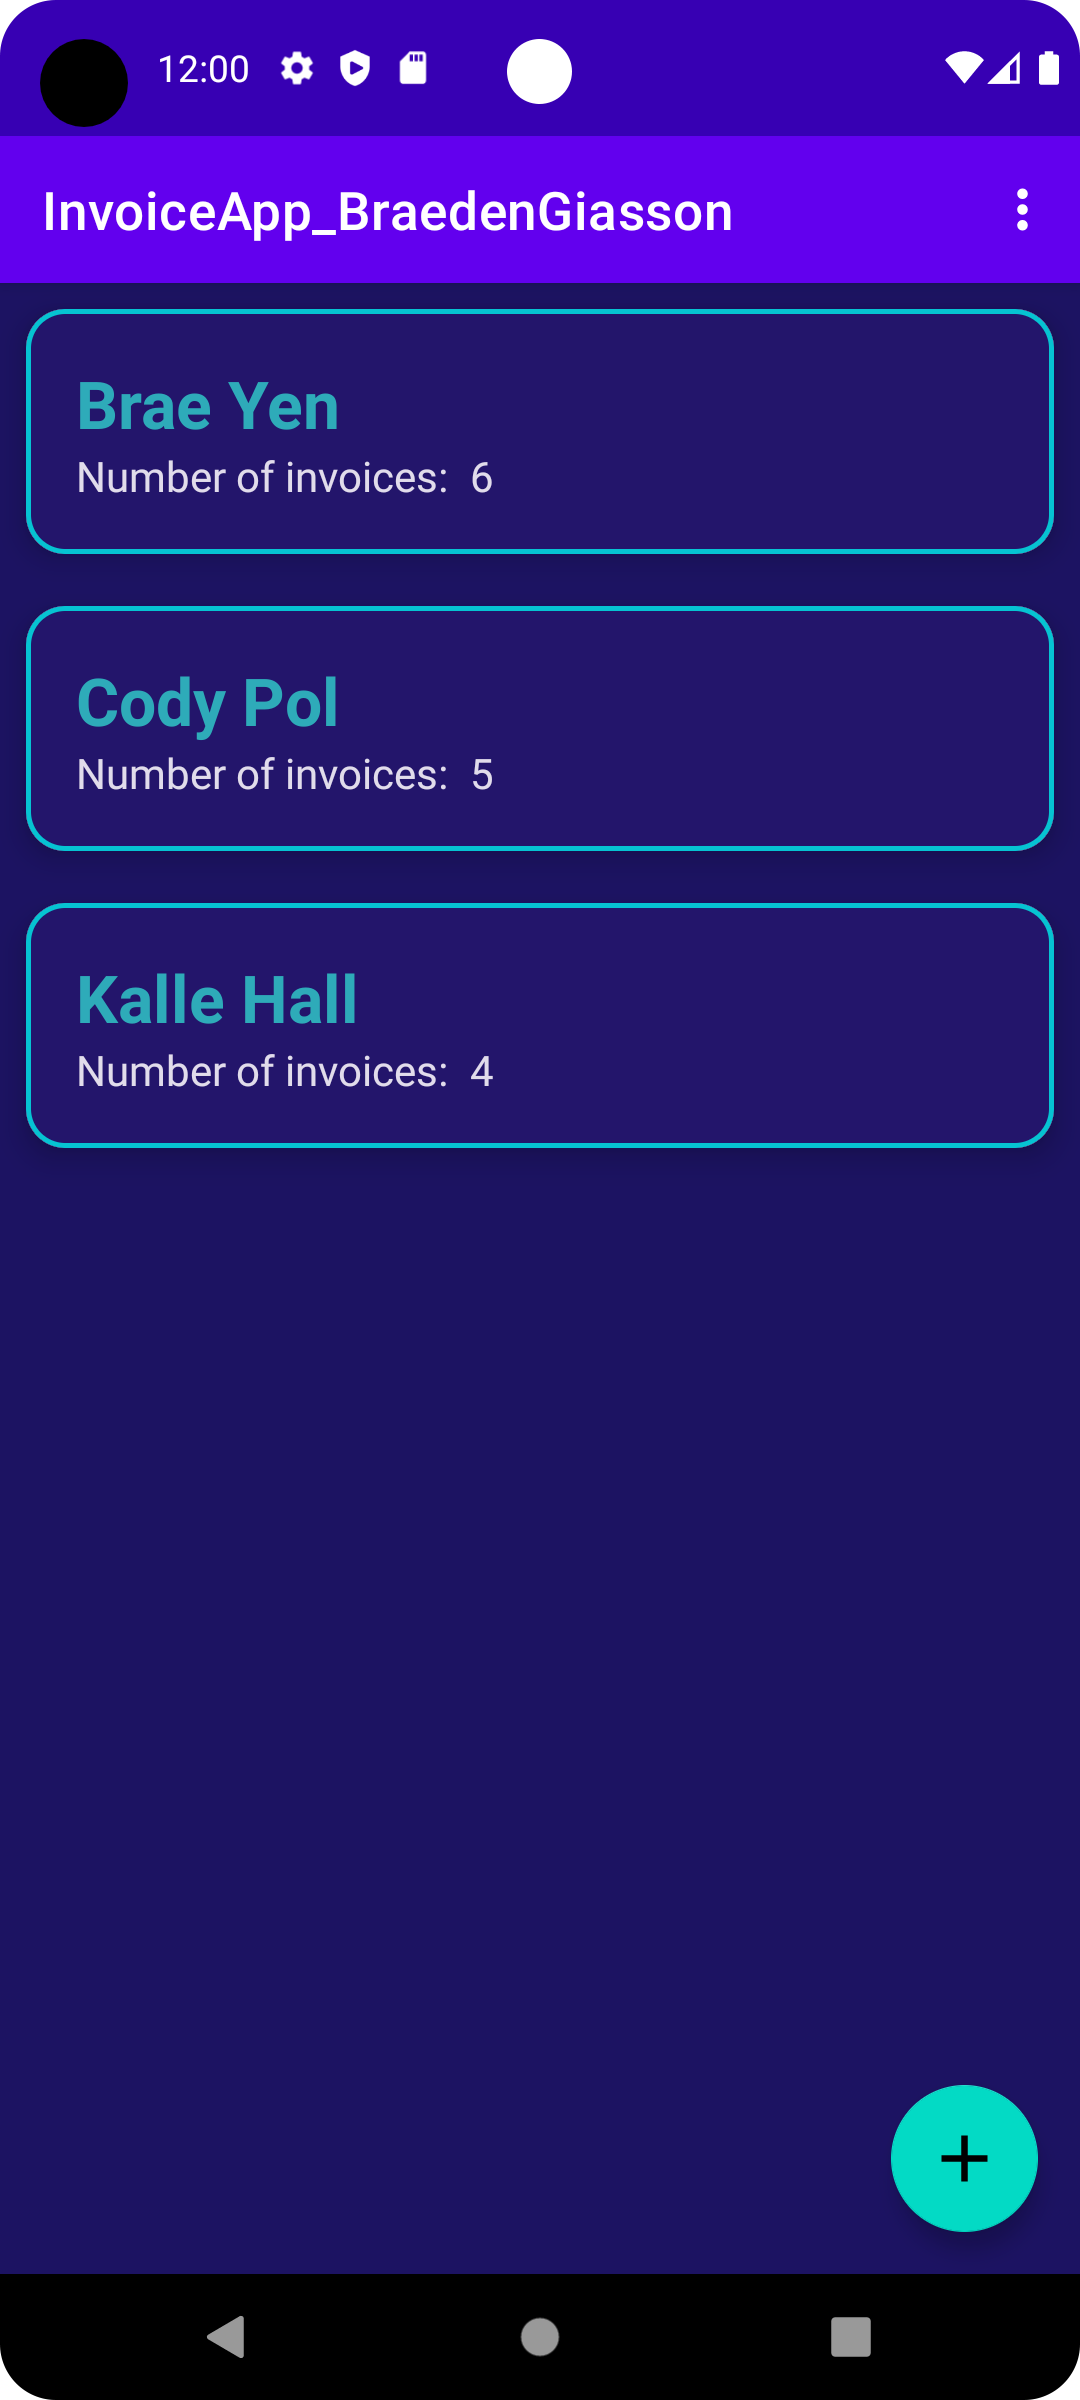 12:00
InvoiceApp_BraedenGiasson
Brae Yen
Number of invoices: 6
Cody Pol
Number of invoices: 5
Kalle Hall
Number of invoices: 4